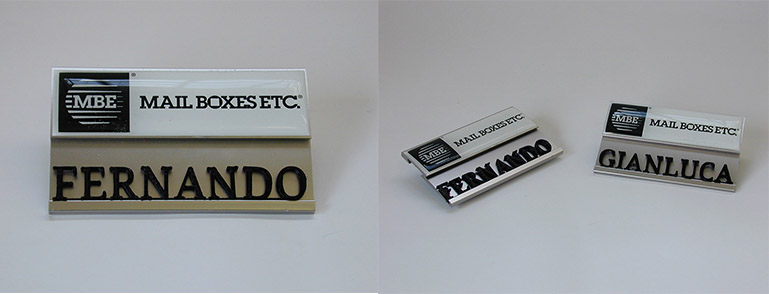 MBE® MAIL BOXES ETC.®
FERNANDO
MBE MAIL BOXES ETC.
FERNANDO
MBE MAIL BOXES ETC.®
GIANLUCA